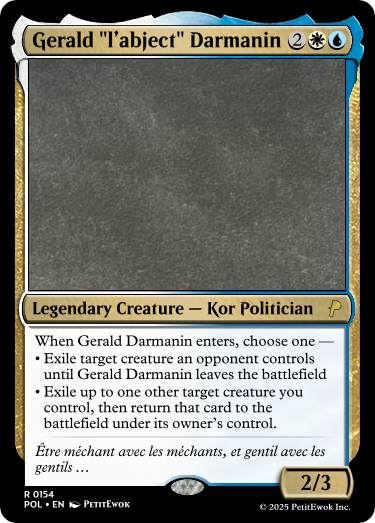 Gerald "l'abject" Darmanin 2
Legendary Creature — Kor Politician
When Gerald Darmanin enters, choose one —
• Exile target creature an opponent controls
until Gerald Darmanin leaves the battlefield
• Exile up to one other target creature you
control, then return that card to the
battlefield under its owner's control.
Être méchant avec les méchants, et gentil avec les
gentils ...
2/3
R 0154
POL • EN PetitEwok
© 2025 PetitEwok Inc.